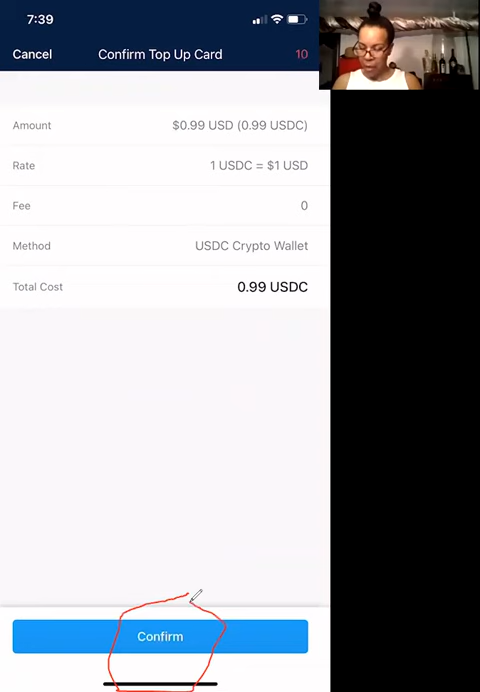 7:39
Cancel Confirm Top Up Card 10
Amount $0.99 USD (0.99 USDC)
Rate 1 USDC = $1 USD
Fee 0
Method USDC Crypto Wallet
Total Cost 0.99 USDC
Confirm